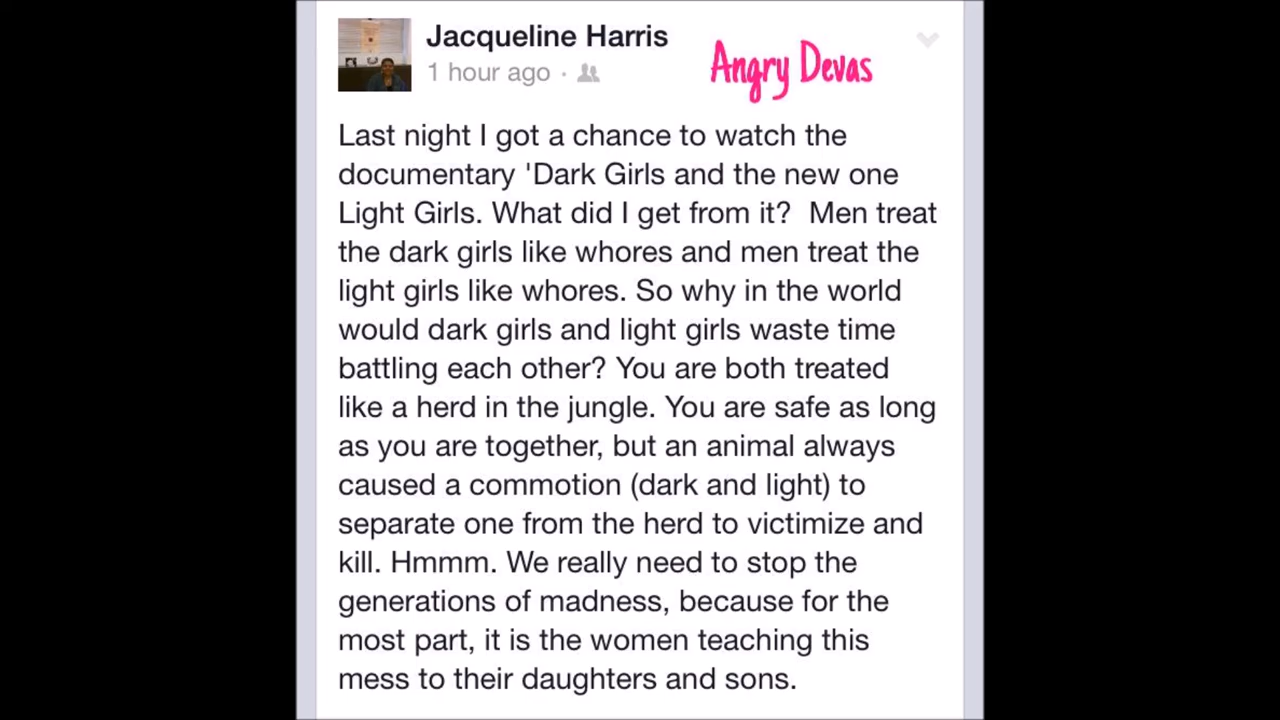 Jacqueline Harris
Angry Devas
1 hour ago ·
Last night I got a chance to watch the
documentary 'Dark Girls and the new one
Light Girls. What did I get from it?  Men treat
the dark girls like whores and men treat the
light girls like whores. So why in the world
would dark girls and light girls waste time
battling each other? You are both treated
like a herd in the jungle. You are safe as long
as you are together, but an animal always
caused a commotion (dark and light) to
separate one from the herd to victimize and
kill. Hmmm. We really need to stop the
generations of madness, because for the
most part, it is the women teaching this
mess to their daughters and sons.